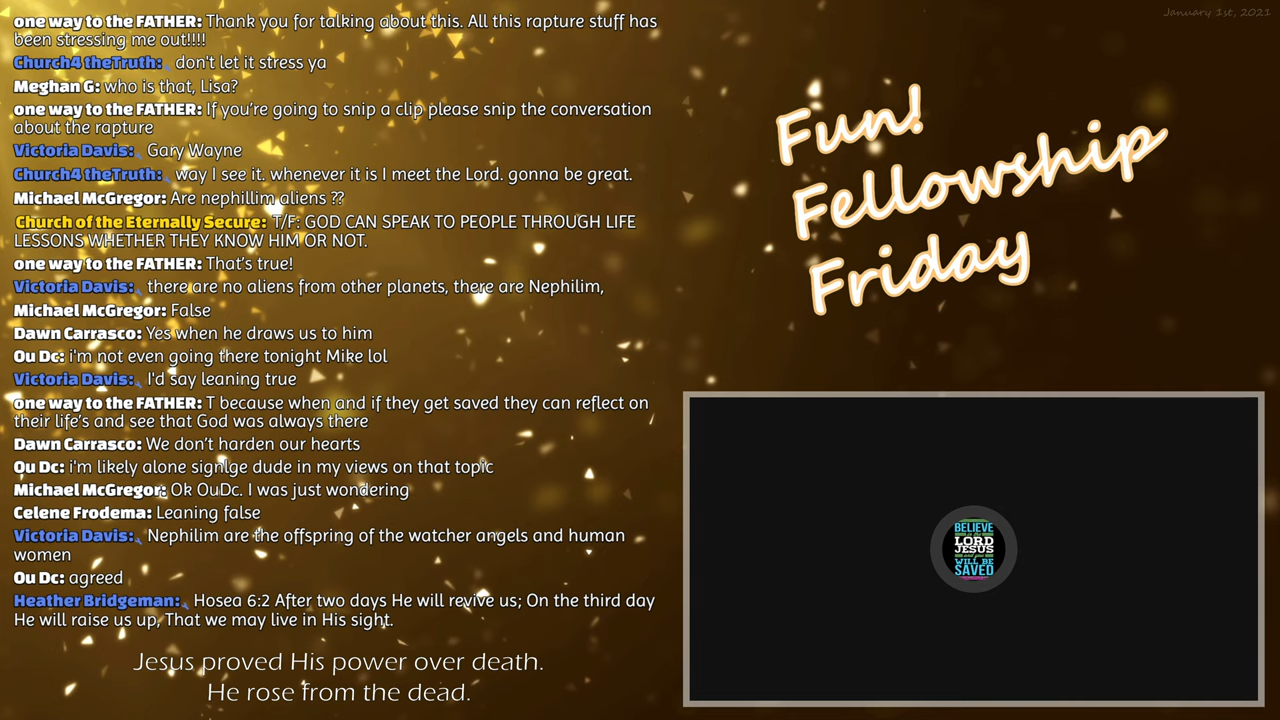 one way to the FATHER: Thank you for talking about this. All this rapture stuff has
been stressing me out!!!!
Church4 theTruth: don't let it stress ya
Meghan G: who is that, Lisa?
one way to the FATHER: If you're going to snip a clip please snip the conversation
about the rapture
Victoria Davis: Gary Wayne
Church4 theTruth: way I see it. whenever it is I meet the Lord. gonna be great.
Michael McGregor: Are nephillim aliens ??
Church of the Eternally Secure: T/F: GOD CAN SPEAK TO PEOPLE THROUGH LIFE
LESSONS WHETHER THEY KNOW HIM OR NOT.
one way to the FATHER: That's true!
Victoria Davis: there are no aliens from other planets, there are Nephilim,
Michael McGregor: False
Dawn Carrasco: Yes when he draws us to him
Ou Dc: i'm not even going there tonight Mike lol
Victoria Davis: I'd say leaning true
one way to the FATHER: T because when and if they get saved they can reflect on
their life's and see that God was always there
Dawn Carrasco: We don't harden our hearts
Ou Dc: i'm likely alone signlge dude in my views on that topic
Michael McGregor: Ok OuDc. I was just wondering
Celene Frodema: Leaning false
Victoria Davis: Nephilim are the offspring of the watcher angels and human
women
Ou Dc: agreed
Heather Bridgeman: Hosea 6:2 After two days He will revive us; On the third day
He will raise us up, That we may live in His sight.
Jesus proved His power over death.
He rose from the dead.
January 1st, 2021
Fun!
Fellowship
Friday
BELIEVE
in the
LORD
JESUS
and you
WILL BE
SAVED